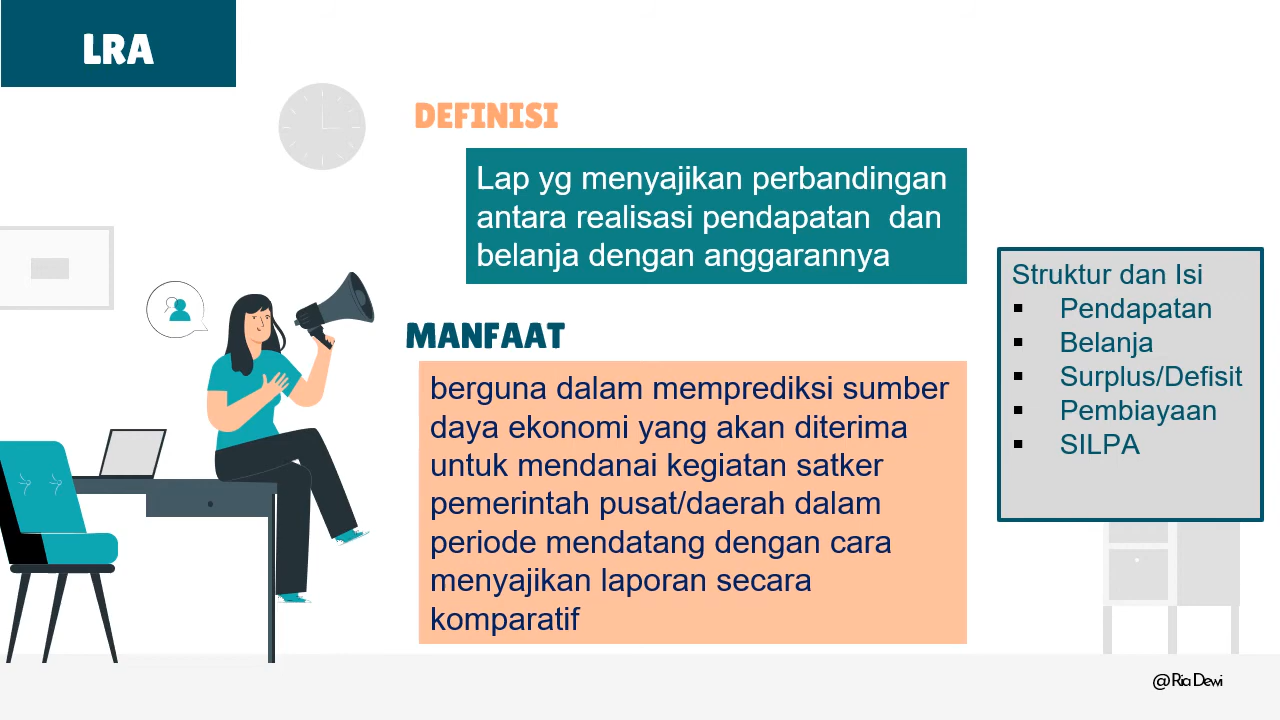 LRA
DEFINISI
Lap yg menyajikan perbandingan
antara realisasi pendapatan  dan
belanja dengan anggarannya
MANFAAT
berguna dalam memprediksi sumber
daya ekonomi yang akan diterima
untuk mendanai kegiatan satker
pemerintah pusat/daerah dalam
periode mendatang dengan cara
menyajikan laporan secara
komparatif
Struktur dan Isi
▪ Pendapatan
▪ Belanja
▪ Surplus/Defisit
▪ Pembiayaan
▪ SILPA
@Ria Dewi